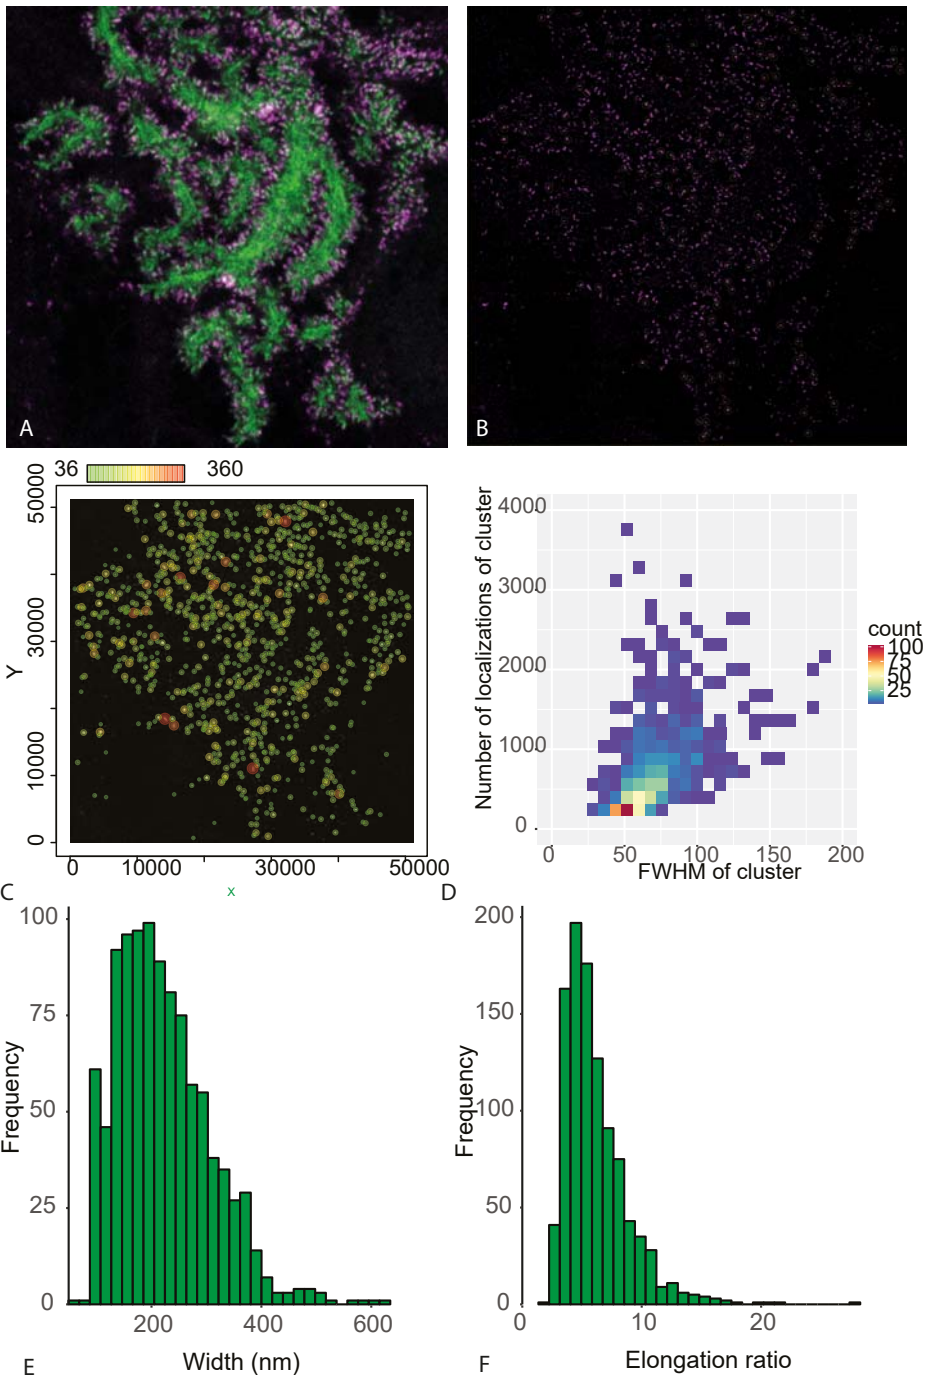 A
B
36 360
Y
50000
30000
10000
0
0 10000 30000 50000
x
C
Number of localizations of cluster
4000
3000
2000
1000
0
0 50 100 150 200
FWHM of cluster
count
100
75
50
25
D
Frequency
100
75
50
25
0
200 400 600
Width (nm)
E
Frequency
200
150
100
50
0
0 10 20
Elongation ratio
F